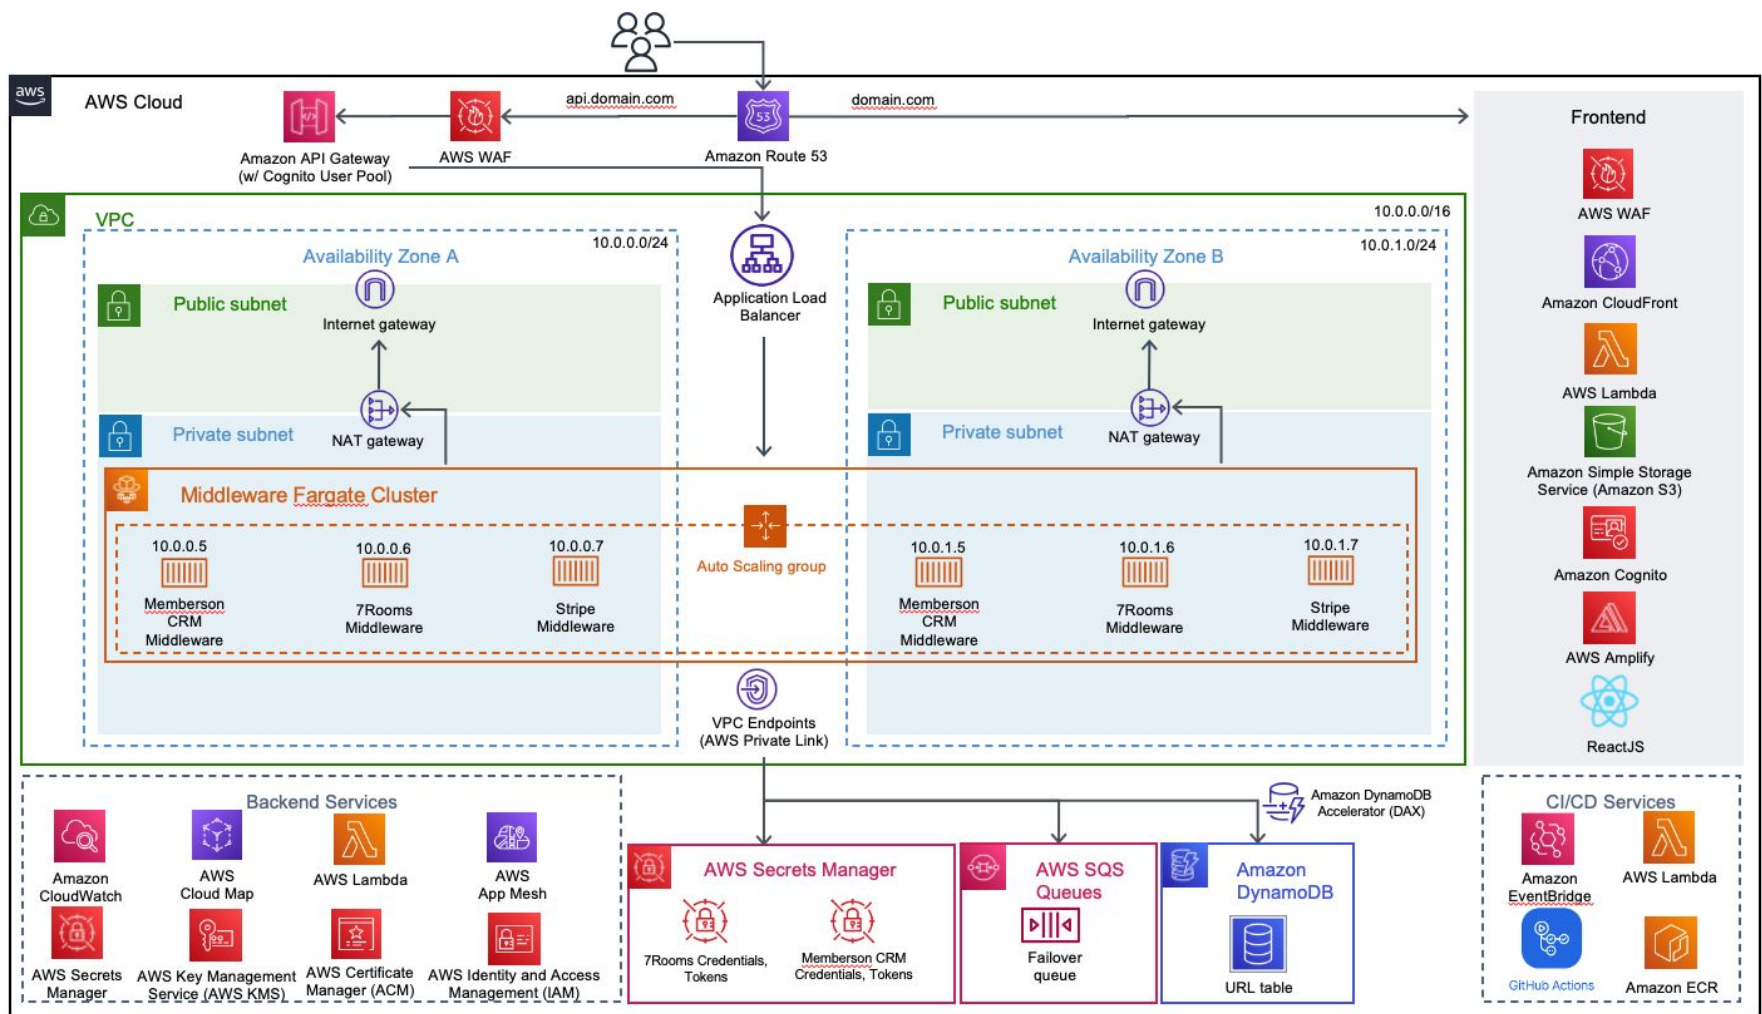 aws
AWS Cloud
api.domain.com
domain.com
53
Amazon API Gateway
(w/ Cognito User Pool)
AWS WAF
Amazon Route 53
VPC
10.0.0.0/16
10.0.0.0/24
Availability Zone A
Public subnet
Internet gateway
Private subnet
NAT gateway
Application Load
Balancer
10.0.1.0/24
Availability Zone B
Public subnet
Internet gateway
Private subnet
NAT gateway
Middleware Fargate Cluster
10.0.0.5
Memberson
CRM
Middleware
10.0.0.6
7Rooms
Middleware
10.0.0.7
Stripe
Middleware
Auto Scaling group
10.0.1.5
Memberson
CRM
Middleware
10.0.1.6
7Rooms
Middleware
10.0.1.7
Stripe
Middleware
VPC Endpoints
(AWS Private Link)
Frontend
AWS WAF
Amazon CloudFront
AWS Lambda
Amazon Simple Storage
Service (Amazon S3)
Amazon Cognito
AWS Amplify
ReactJS
Backend Services
Amazon
CloudWatch
AWS
Cloud Map
AWS Lambda
AWS
App Mesh
AWS Secrets
Manager
AWS Key Management
Service (AWS KMS)
AWS Certificate
Manager (ACM)
AWS Identity and Access
Management (IAM)
AWS Secrets Manager
7Rooms Credentials,
Tokens
Memberson CRM
Credentials, Tokens
AWS SQS
Queues
Failover
queue
Amazon DynamoDB
Accelerator (DAX)
Amazon
DynamoDB
URL table
CI/CD Services
Amazon
EventBridge
AWS Lambda
GitHub Actions
Amazon ECR